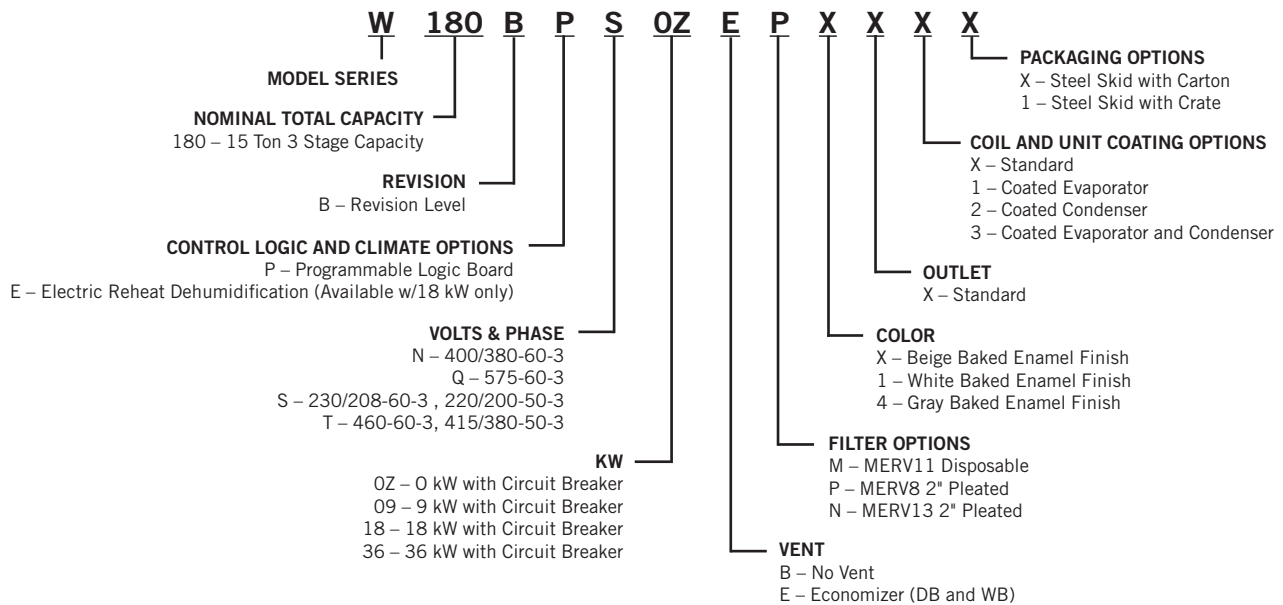 W 180 B P S 0Z E P X X X X
MODEL SERIES
NOMINAL TOTAL CAPACITY
180 – 15 Ton 3 Stage Capacity
REVISION
B – Revision Level
CONTROL LOGIC AND CLIMATE OPTIONS
P – Programmable Logic Board
E – Electric Reheat Dehumidification (Available w/18 kW only)
VOLTS & PHASE
N – 400/380-60-3
Q – 575-60-3
S – 230/208-60-3 , 220/200-50-3
T – 460-60-3, 415/380-50-3
KW
0Z – 0 kW with Circuit Breaker
09 – 9 kW with Circuit Breaker
18 – 18 kW with Circuit Breaker
36 – 36 kW with Circuit Breaker
PACKAGING OPTIONS
X – Steel Skid with Carton
1 – Steel Skid with Crate
COIL AND UNIT COATING OPTIONS
X – Standard
1 – Coated Evaporator
2 – Coated Condenser
3 – Coated Evaporator and Condenser
OUTLET
X – Standard
COLOR
X – Beige Baked Enamel Finish
1 – White Baked Enamel Finish
4 – Gray Baked Enamel Finish
FILTER OPTIONS
M – MERV11 Disposable
P – MERV8 2" Pleated
N – MERV13 2" Pleated
VENT
B – No Vent
E – Economizer (DB and WB)